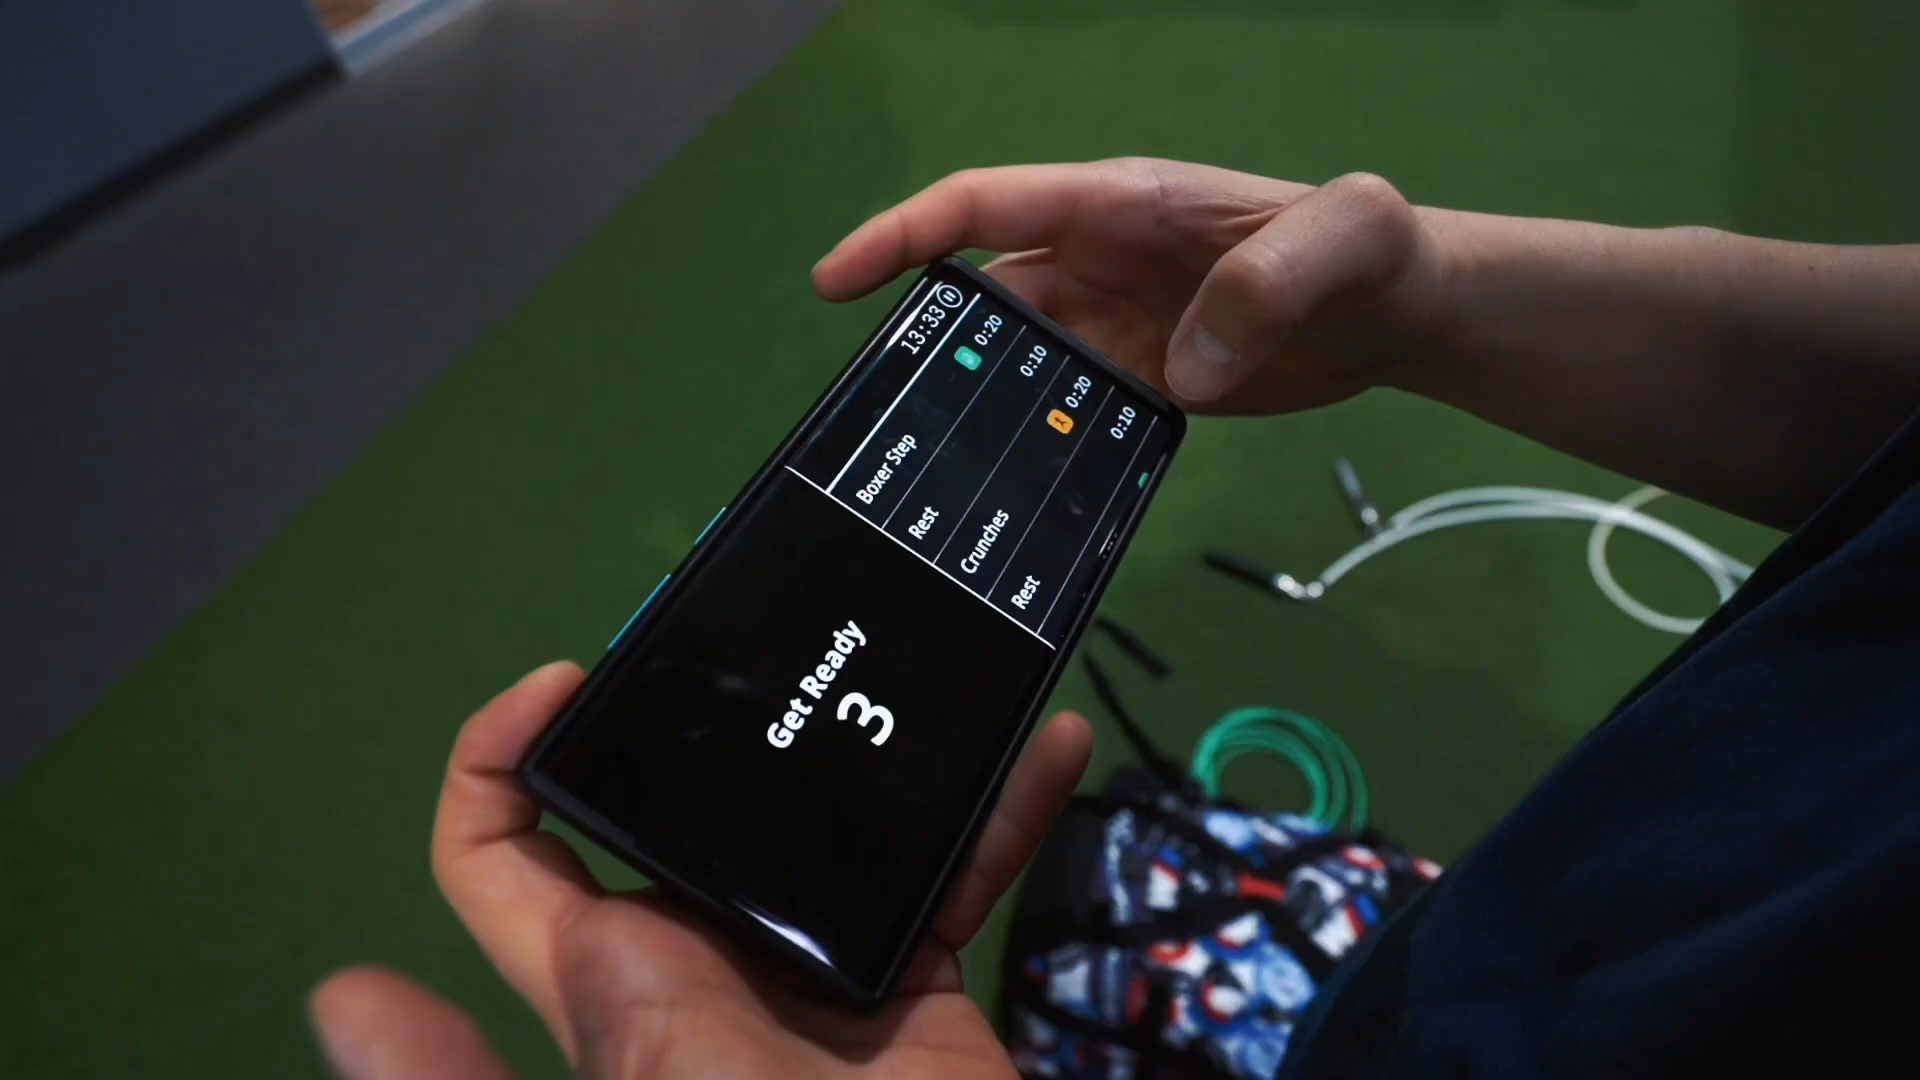 Get Ready
3
13:33
Boxer Step 0:20
Rest 0:10
Crunches 0:20
Rest 0:10